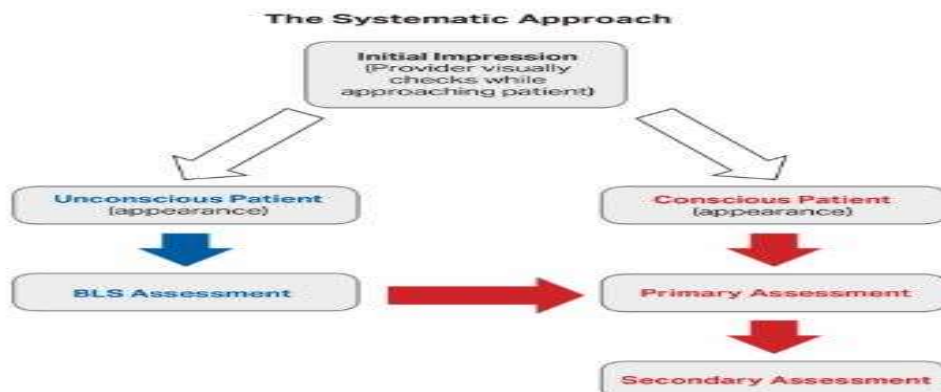 The Systematic Approach
Initial Impression
(Provider visually
checks while
approaching patient)
Unconscious Patient
(appearance)
Conscious Patient
(appearance)
BLS Assessment
Primary Assessment
Secondary Assessment